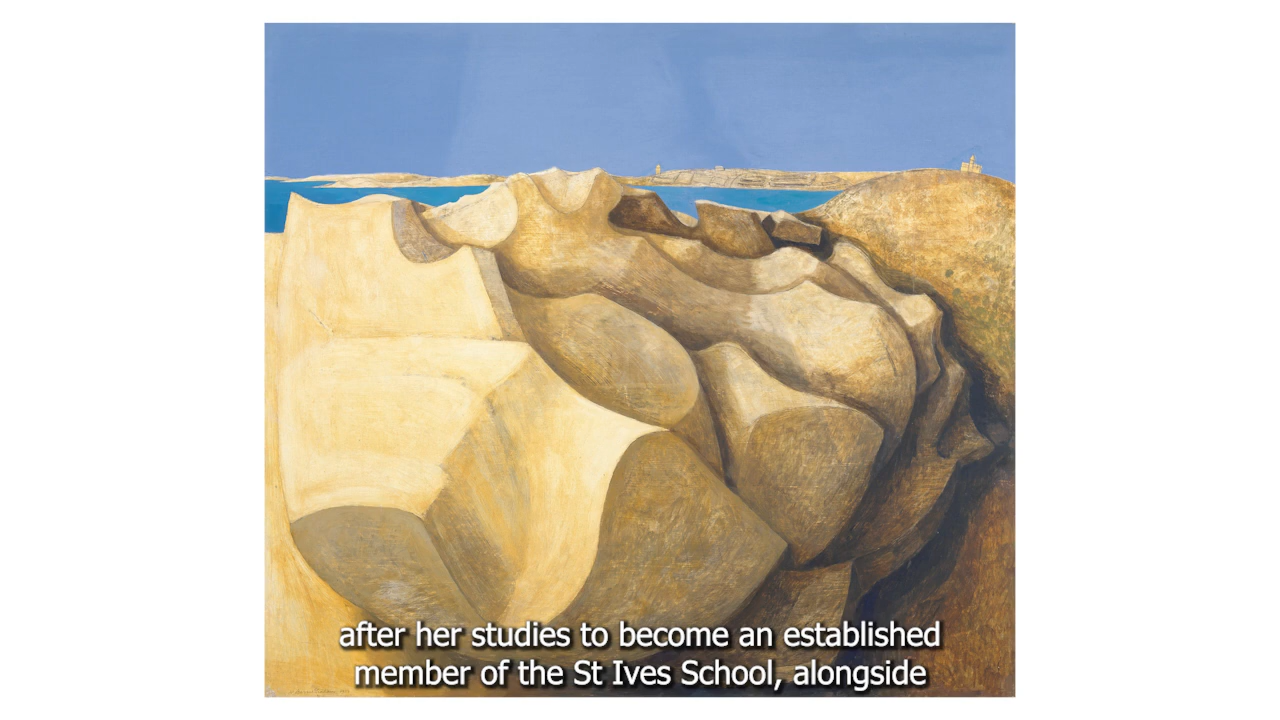 after her studies to become an established
member of the St Ives School, alongside